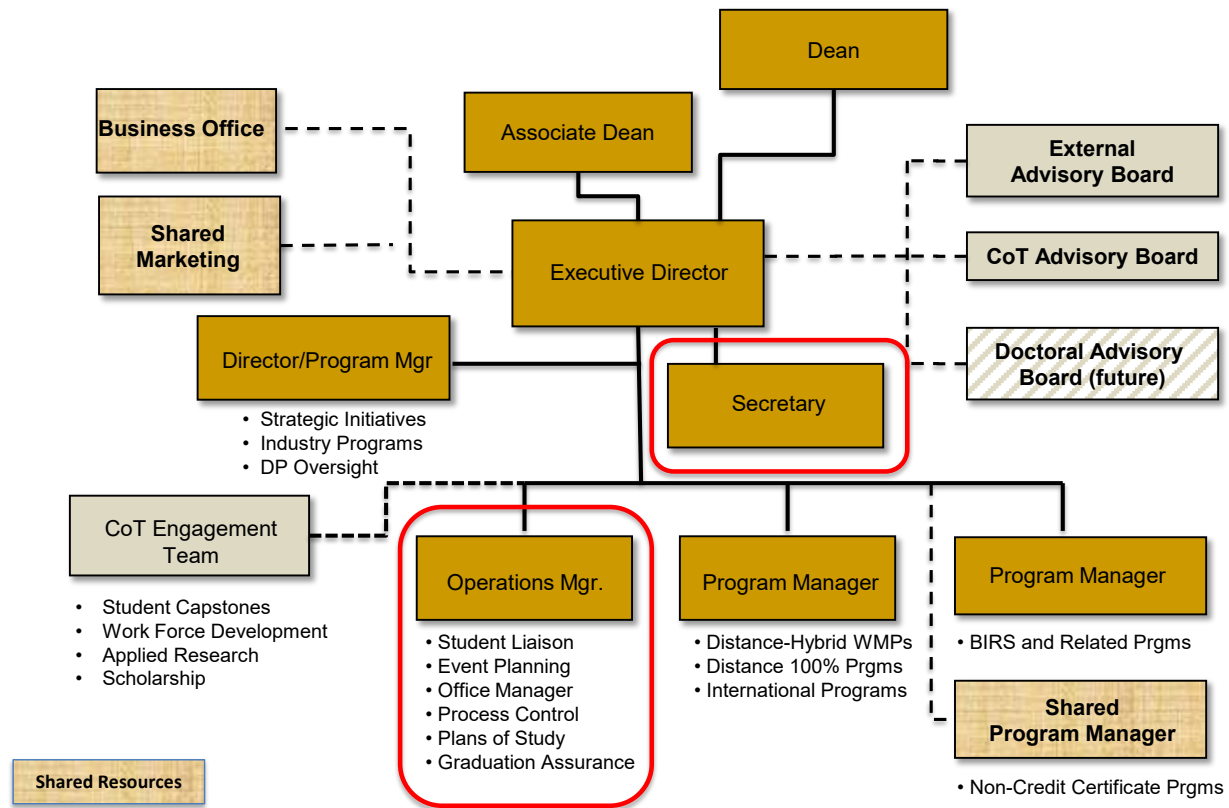 Dean
Associate Dean
Business Office
External
Advisory Board
Shared
Marketing
CoT Advisory Board
Executive Director
Director/Program Mgr
Doctoral Advisory
Board (future)
Secretary
• Strategic Initiatives
• Industry Programs
• DP Oversight
CoT Engagement
Team
• Student Capstones
• Work Force Development
• Applied Research
• Scholarship
Operations Mgr.
• Student Liaison
• Event Planning
• Office Manager
• Process Control
• Plans of Study
• Graduation Assurance
Program Manager
• Distance-Hybrid WMPs
• Distance 100% Prgms
• International Programs
Program Manager
• BIRS and Related Prgms
Shared
Program Manager
• Non-Credit Certificate Prgms
Shared Resources